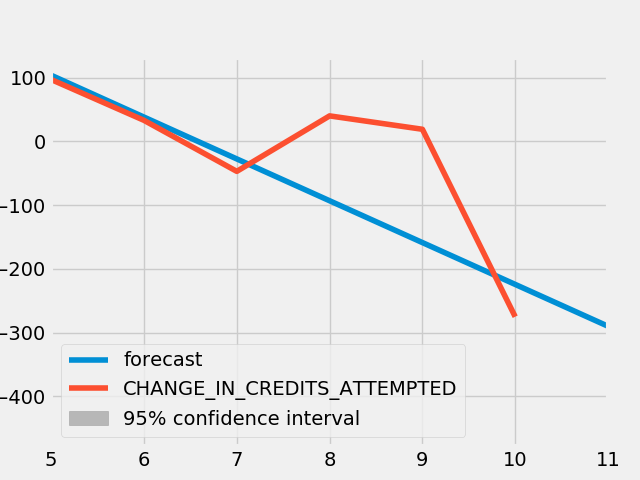 100
0
−100
−200
−300
−400
forecast
CHANGE_IN_CREDITS_ATTEMPTED
95% confidence interval
5 6 7 8 9 10 11